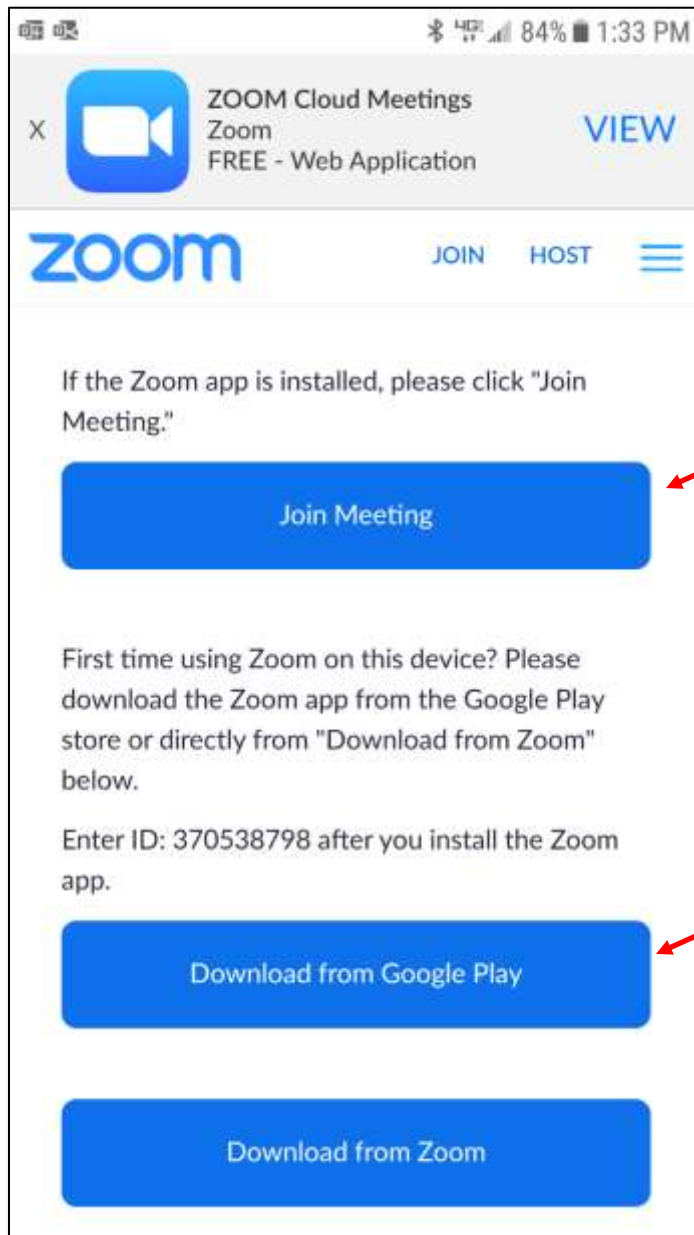 4G 84% 1:33 PM
X
ZOOM Cloud Meetings
Zoom
FREE - Web Application
VIEW
zoom JOIN HOST
If the Zoom app is installed, please click "Join
Meeting."
Join Meeting
First time using Zoom on this device? Please
download the Zoom app from the Google Play
store or directly from "Download from Zoom"
below.
Enter ID: 370538798 after you install the Zoom
app.
Download from Google Play
Download from Zoom